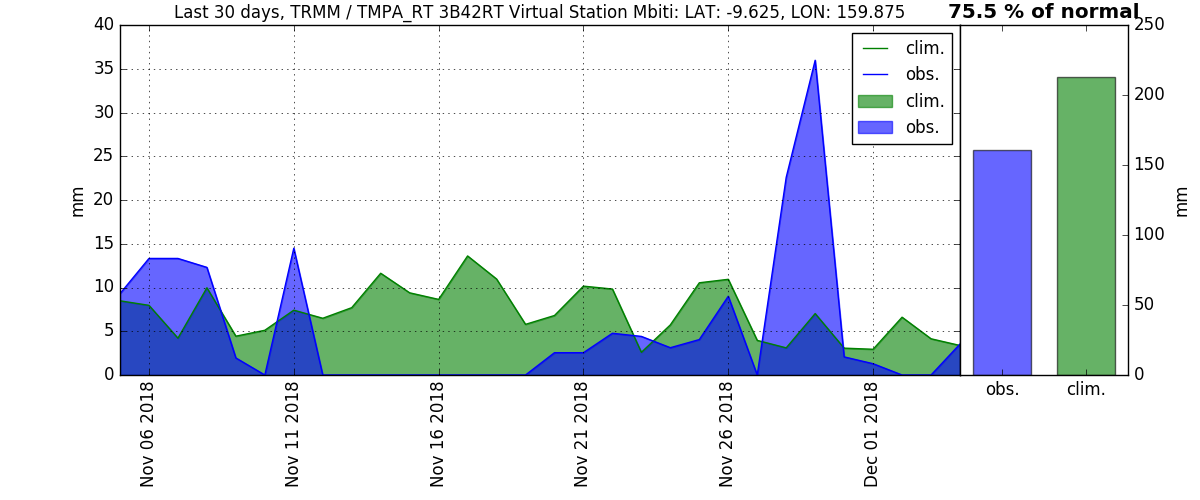 Last 30 days, TRMM / TMPA_RT 3B42RT Virtual Station Mbiti: LAT: -9.625, LON: 159.875
75.5 % of normal
40
35
30
25
20
15
10
5
0
mm
clim.
obs.
clim.
obs.
Nov 06 2018
Nov 11 2018
Nov 16 2018
Nov 21 2018
Nov 26 2018
Dec 01 2018
250
200
150
100
50
0
mm
obs.
clim.